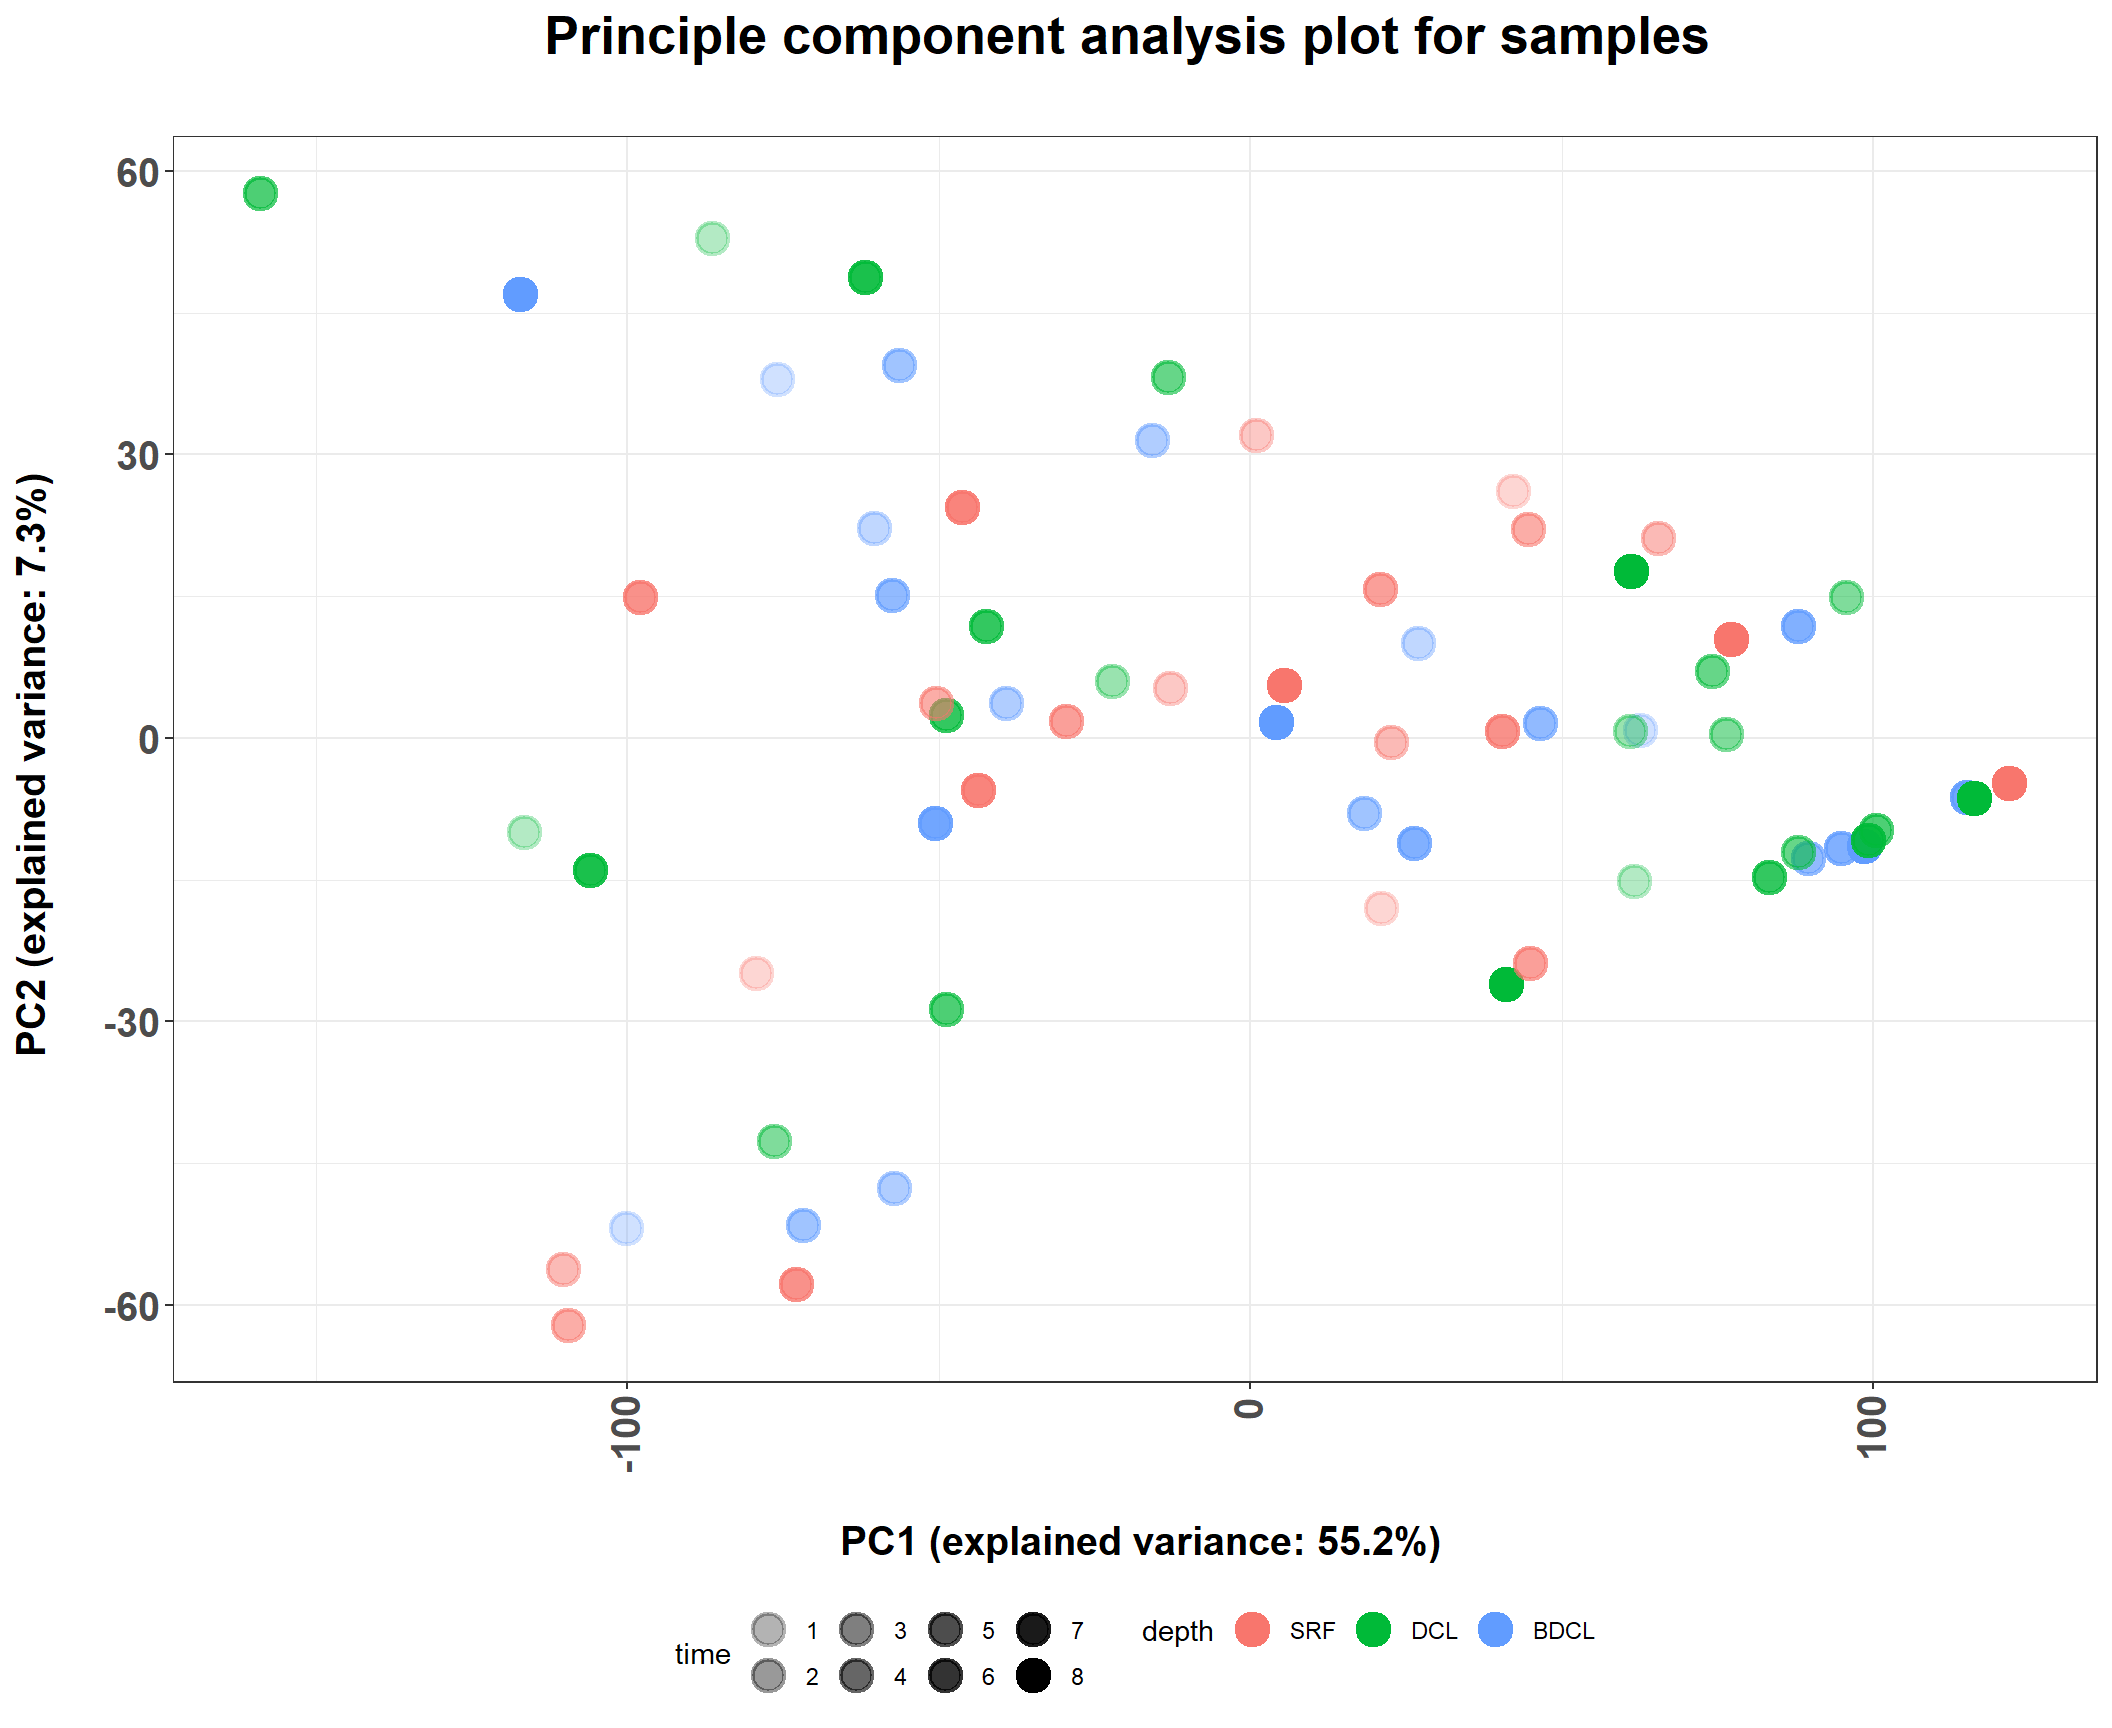 Principle component analysis plot for samples
PC2 (explained variance: 7.3%)
60
30
0
-30
-60
-100
0
100
PC1 (explained variance: 55.2%)
time
1
3
5
7
2
4
6
8
depth
SRF
DCL
BDCL